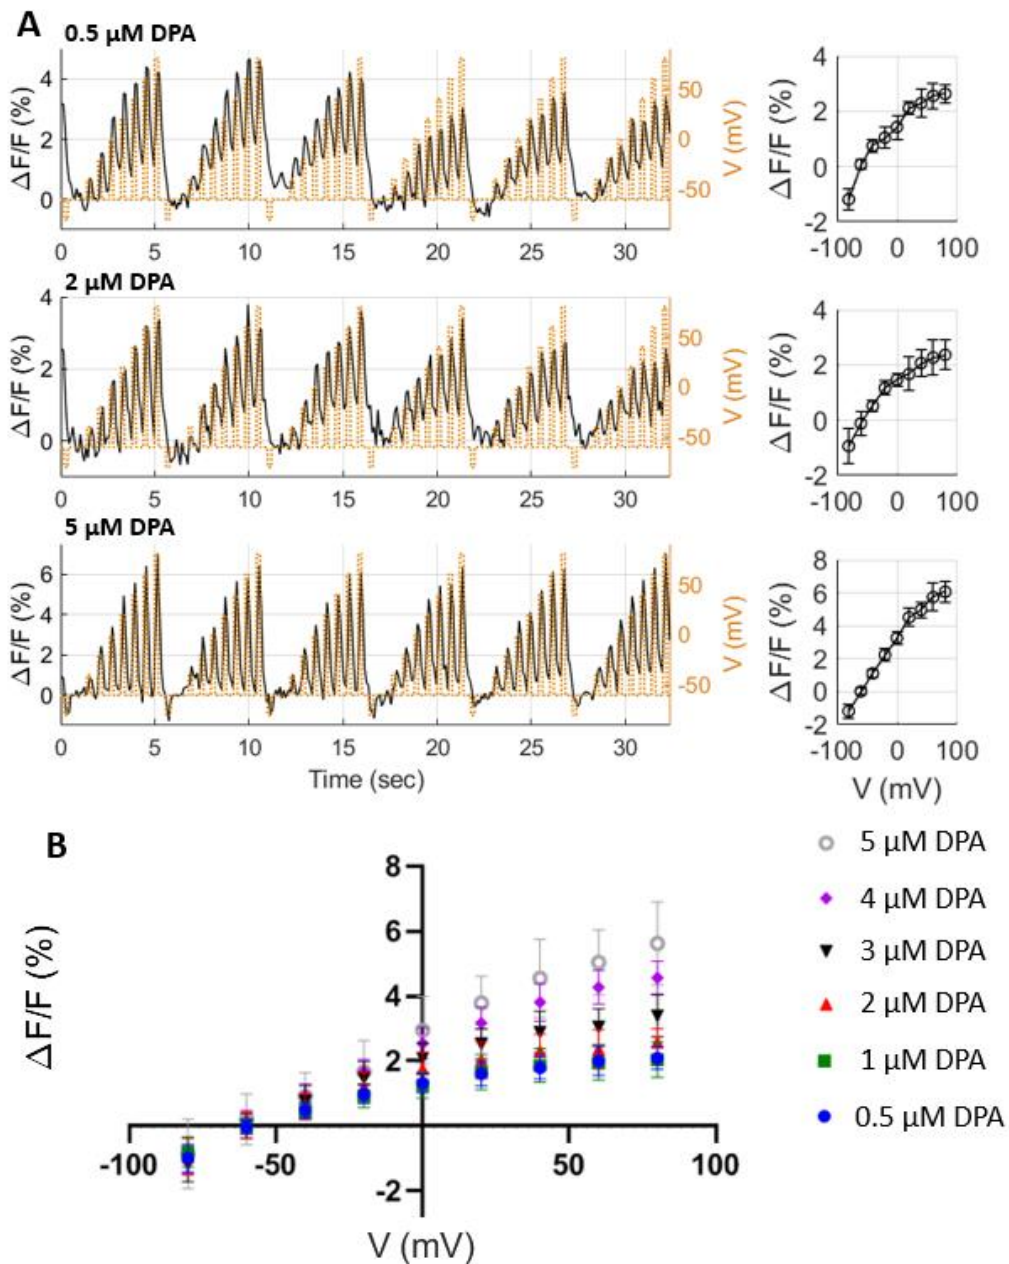 A
0.5 µM DPA
ΔF/F (%)
4
2
0
50
0
-50
V (mV)
0 5 10 15 20 25 30
ΔF/F (%)
4
2
0
-2
-100 0 100
2 µM DPA
ΔF/F (%)
4
2
0
50
0
-50
V (mV)
0 5 10 15 20 25 30
ΔF/F (%)
4
2
0
-2
-100 0 100
5 µM DPA
ΔF/F (%)
6
4
2
0
50
0
-50
V (mV)
0 5 10 15 20 25 30
Time (sec)
ΔF/F (%)
8
6
4
2
0
-2
-100 0 100
V (mV)
B
ΔF/F (%)
8
6
4
2
-2
-100 -50 50 100
V (mV)
5 µM DPA
4 µM DPA
3 µM DPA
2 µM DPA
1 µM DPA
0.5 µM DPA